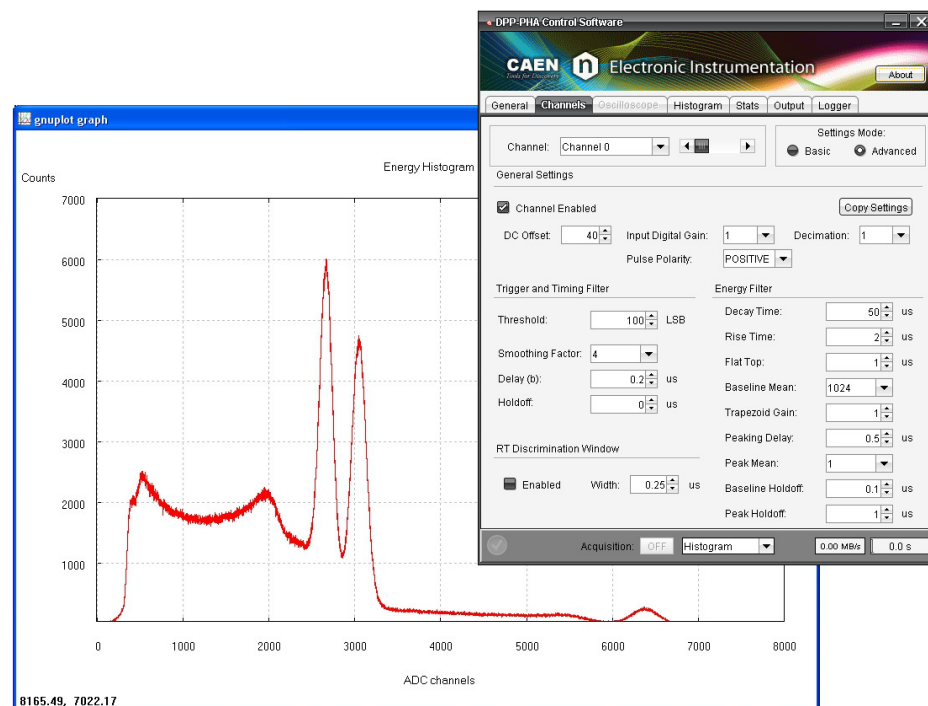 DPP-PHA Control Software
CAEN n Electronic Instrumentation
Tools for Discovery
About
General Channels Oscilloscope Histogram Stats Output Logger
Channel: Channel 0
Settings Mode:
Basic Advanced
General Settings
Channel Enabled
Copy Settings
DC Offset: 40 Input Digital Gain: 1 Decimation: 1
Pulse Polarity: POSITIVE
Trigger and Timing Filter
Threshold: 100 LSB
Smoothing Factor: 4
Delay (b): 0.2 us
Holdoff: 0 us
RT Discrimination Window
Enabled Width: 0.25 us
Energy Filter
Decay Time: 50 us
Rise Time: 2 us
Flat Top: 1 us
Baseline Mean: 1024
Trapezoid Gain: 1
Peaking Delay: 0.5 us
Peak Mean: 1
Baseline Holdoff: 0.1 us
Peak Holdoff: 1 us
Acquisition: OFF Histogram 0.00 MB/s 0.0 s
gnuplot graph
Energy Histogram
Counts
7000
6000
5000
4000
3000
2000
1000
0 1000 2000 3000 4000 5000 6000 7000 8000
ADC channels
8165.49, 7022.17